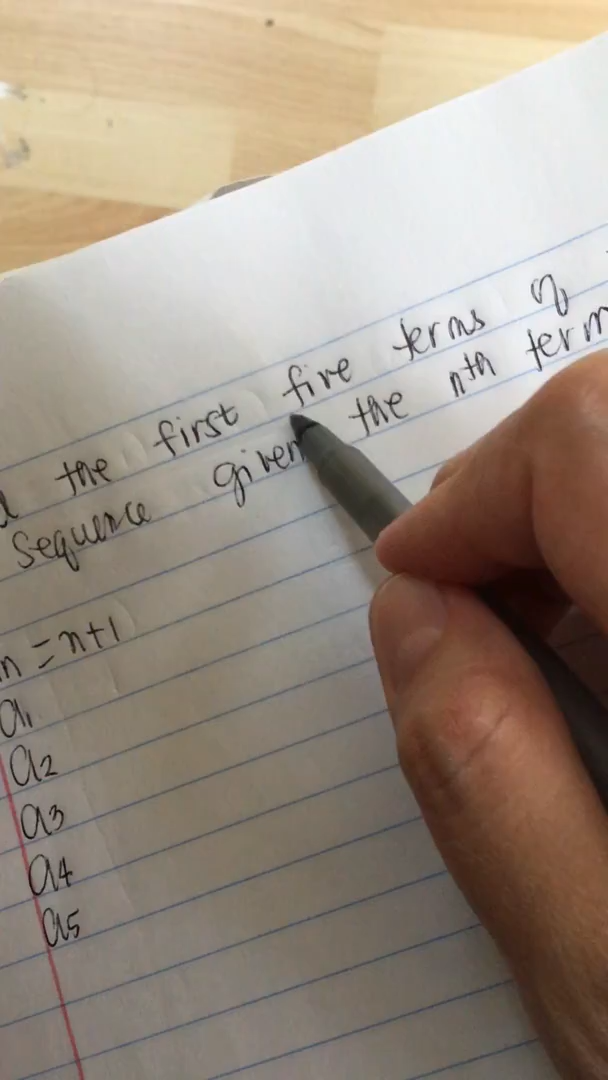 the first five terms of
sequence given the nth term
n = n+1
a1
a2
a3
a4
a5